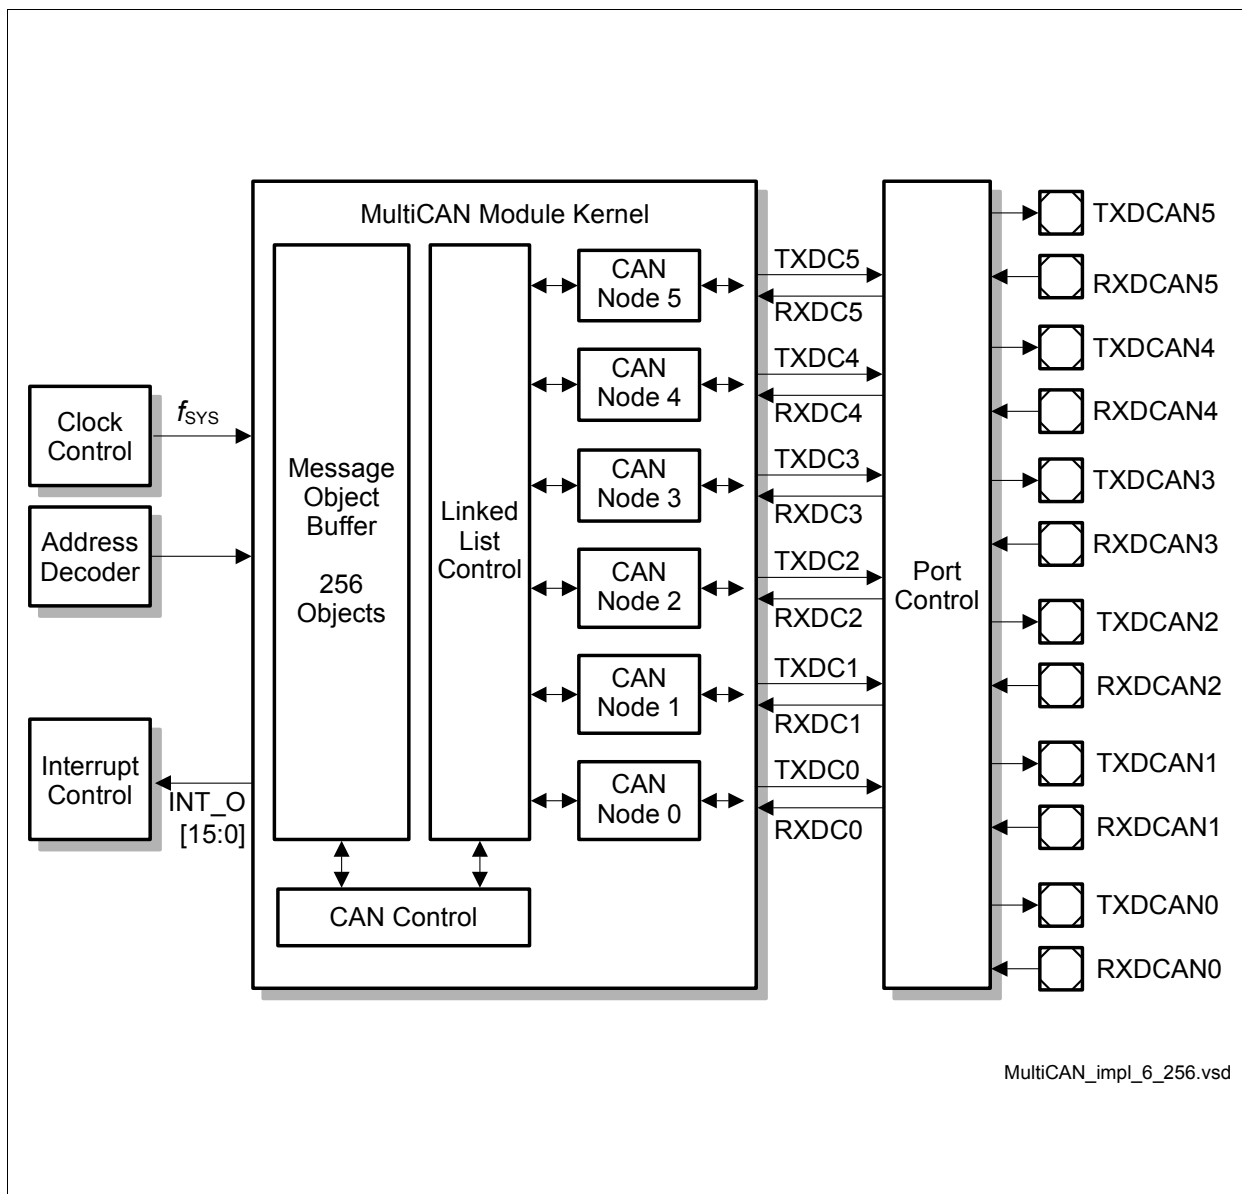 MultiCAN Module Kernel
Clock
Control
fSYS
Address
Decoder
Interrupt
Control
INT_O
[15:0]
Message
Object
Buffer
256
Objects
Linked
List
Control
CAN Control
CAN
Node 5
CAN
Node 4
CAN
Node 3
CAN
Node 2
CAN
Node 1
CAN
Node 0
TXDC5
RXDC5
TXDC4
RXDC4
TXDC3
RXDC3
TXDC2
RXDC2
TXDC1
RXDC1
TXDC0
RXDC0
Port
Control
TXDCAN5
RXDCAN5
TXDCAN4
RXDCAN4
TXDCAN3
RXDCAN3
TXDCAN2
RXDCAN2
TXDCAN1
RXDCAN1
TXDCAN0
RXDCAN0
MultiCAN_impl_6_256.vsd